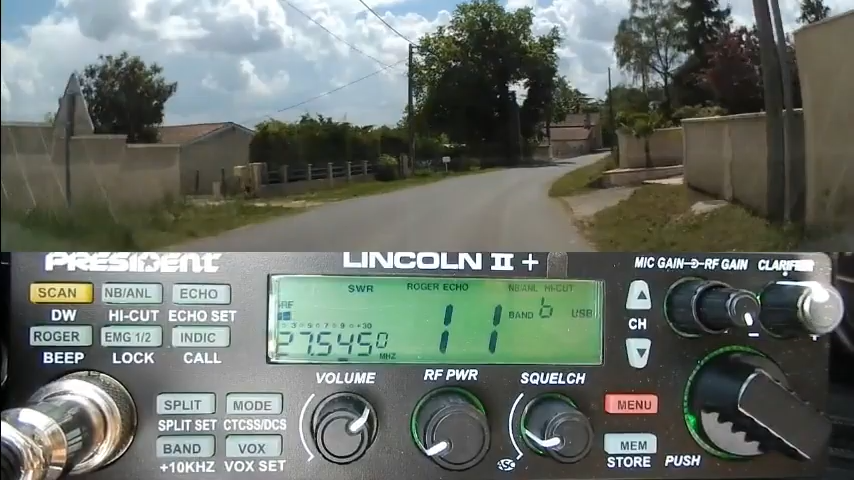 PRESIDENT LINCOLN II + MIC GAIN RF GAIN CLARIFIER
SCAN NB/ANL ECHO
DW HI-CUT ECHO SET
ROGER EMG 1/2 INDIC
BEEP LOCK CALL
SWR ROGER ECHO NB/ANL HI-CUT
RF
11 BAND b USB
27.545.0 MHZ
CH
VOLUME RF PWR SQUELCH
SPLIT MODE MENU
SPLIT SET CTCSS/DCS
BAND VOX MEM
+10KHZ VOX SET ASC STORE PUSH